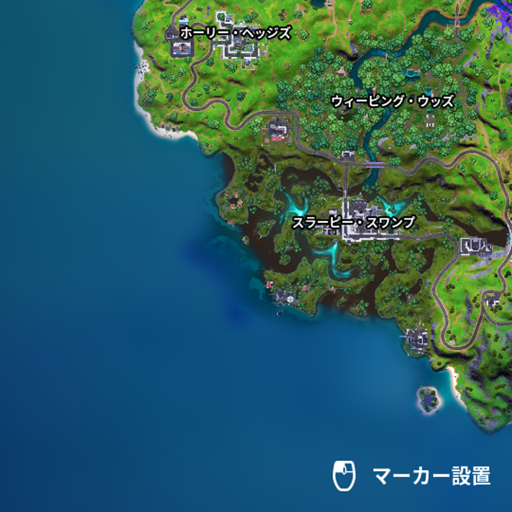 ホーリー・ヘッジズ
ウィーピング・ウッズ
スラーピー・スワンプ
マーカー設置